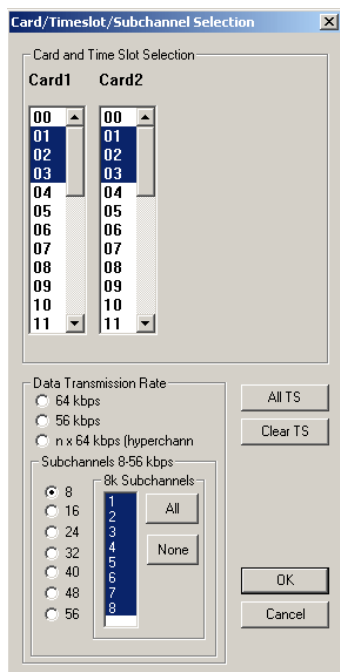 Card/Timeslot/Subchannel Selection
Card and Time Slot Selection
Card1 Card2
00 00
01 01
02 02
03 03
04 04
05 05
06 06
07 07
08 08
09 09
10 10
11 11
Data Transmission Rate
64 kbps
56 kbps
n x 64 kbps (hyperchann
All TS
Clear TS
Subchannels 8-56 kbps
8
16
24
32
40
48
56
8k Subchannels
1
2
3
4
5
6
7
8
All
None
OK
Cancel